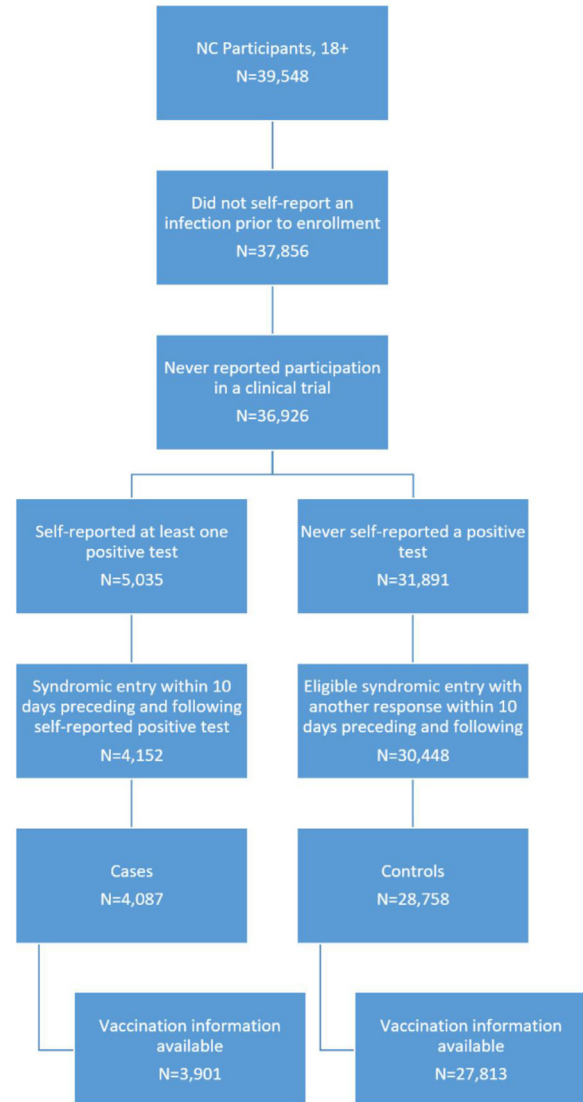 NC Participants, 18+
N=39,548
Did not self-report an
infection prior to enrollment
N=37,856
Never reported participation
in a clinical trial
N=36,926
Self-reported at least one
positive test
N=5,035
Never self-reported a positive
test
N=31,891
Syndromic entry within 10
days preceding and following
self-reported positive test
N=4,152
Eligible syndromic entry with
another response within 10
days preceding and following
N=30,448
Cases
N=4,087
Controls
N=28,758
Vaccination information
available
N=3,901
Vaccination information
available
N=27,813